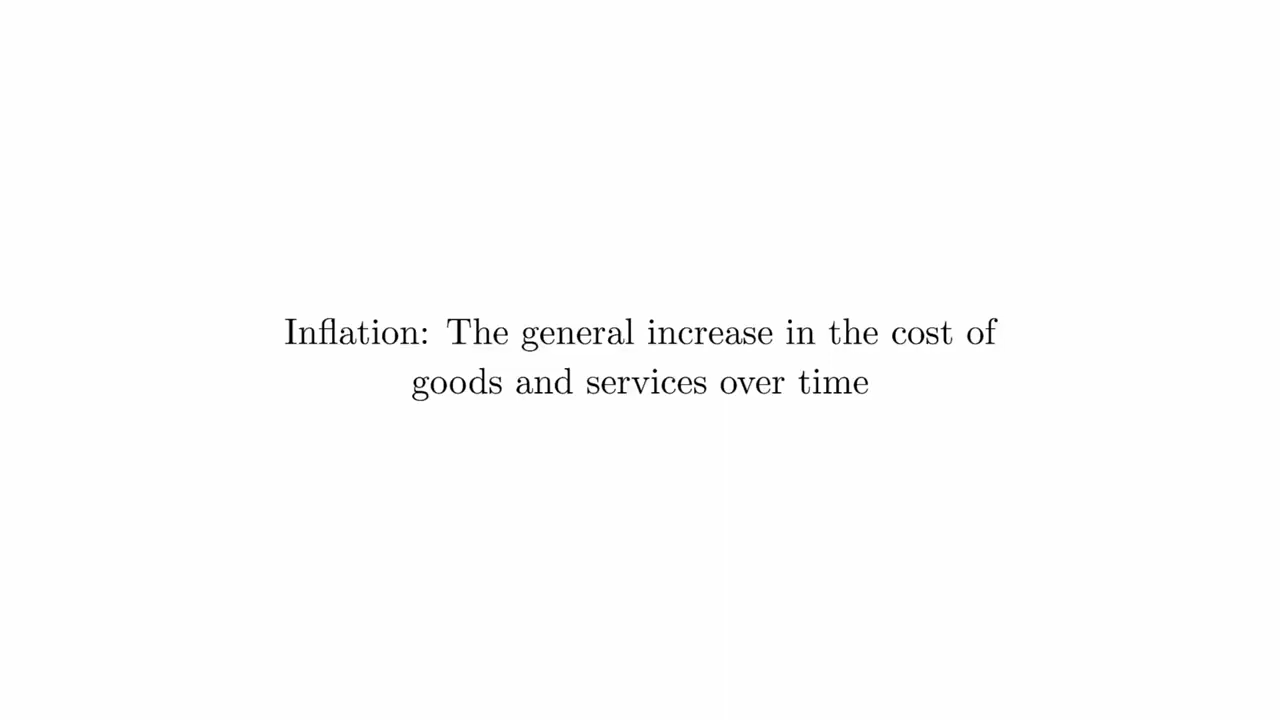 Inflation: The general increase in the cost of
goods and services over time